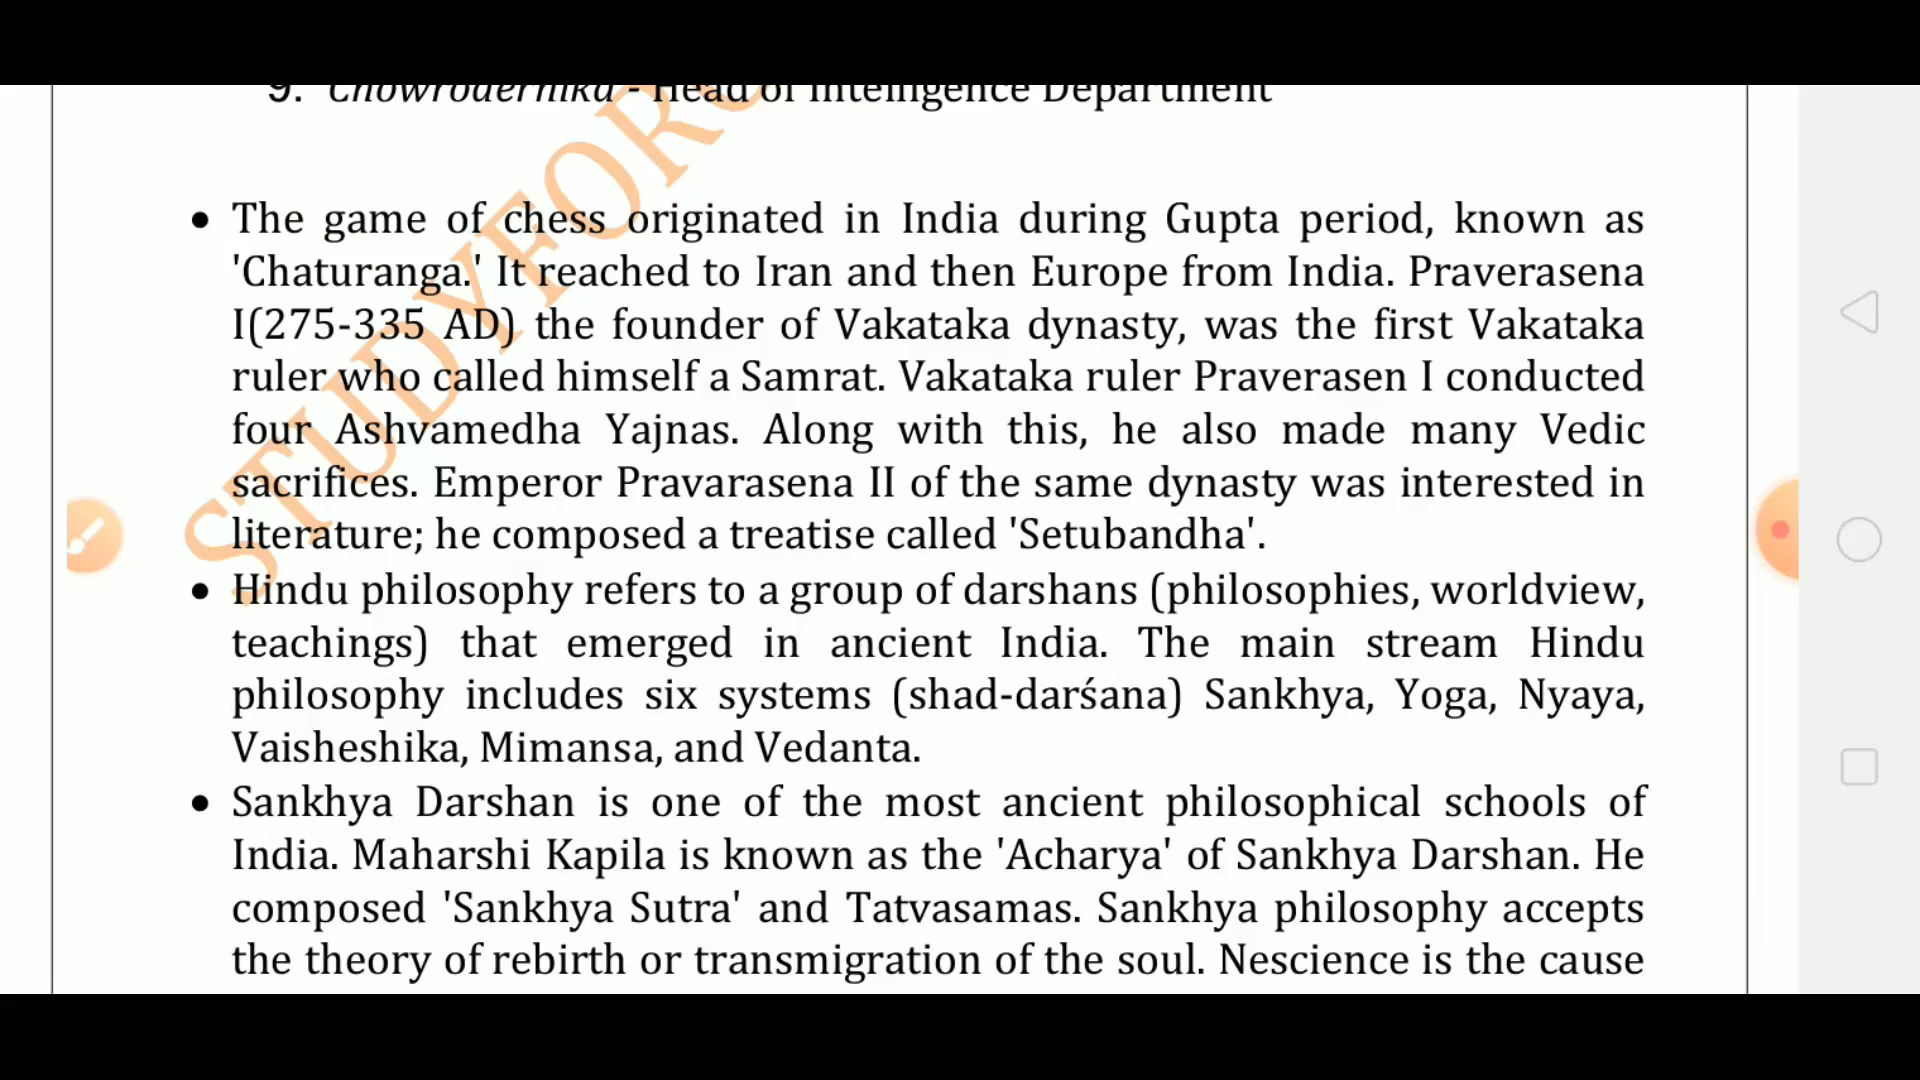 9. Chowrodernika - Head of Intelligence Department
• The game of chess originated in India during Gupta period, known as
'Chaturanga.' It reached to Iran and then Europe from India. Praverasena
I(275-335 AD) the founder of Vakataka dynasty, was the first Vakataka
ruler who called himself a Samrat. Vakataka ruler Praverasen I conducted
four Ashvamedha Yajnas. Along with this, he also made many Vedic
sacrifices. Emperor Pravarasena II of the same dynasty was interested in
literature; he composed a treatise called 'Setubandha'.
• Hindu philosophy refers to a group of darshans (philosophies, worldview,
teachings) that emerged in ancient India. The main stream Hindu
philosophy includes six systems (shad-darśana) Sankhya, Yoga, Nyaya,
Vaisheshika, Mimansa, and Vedanta.
• Sankhya Darshan is one of the most ancient philosophical schools of
India. Maharshi Kapila is known as the 'Acharya' of Sankhya Darshan. He
composed 'Sankhya Sutra' and Tatvasamas. Sankhya philosophy accepts
the theory of rebirth or transmigration of the soul. Nescience is the cause
STUDYFOR